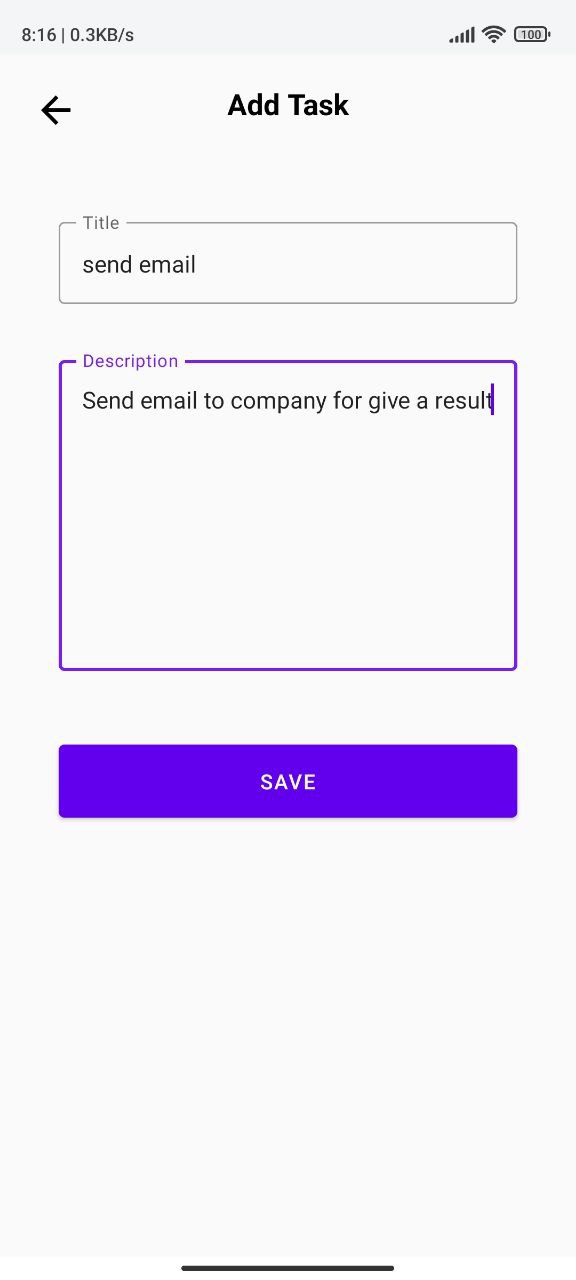 8:16 | 0.3KB/s
100
Add Task
Title
send email
Description
Send email to company for give a result
SAVE